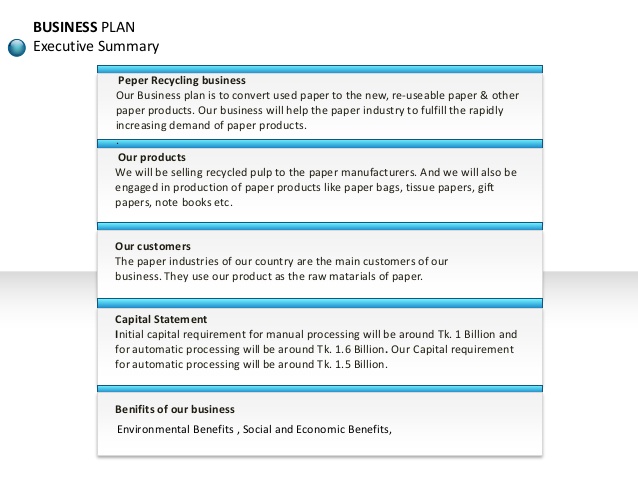 BUSINESS PLAN
Executive Summary
Peper Recycling business
Our Business plan is to convert used paper to the new, re-useable paper & other
paper products. Our business will help the paper industry to fulfill the rapidly
increasing demand of paper products.
.
Our products
We will be selling recycled pulp to the paper manufacturers. And we will also be
engaged in production of paper products like paper bags, tissue papers, gift
papers, note books etc.
Our customers
The paper industries of our country are the main customers of our
business. They use our product as the raw matarials of paper.
Capital Statement
Initial capital requirement for manual processing will be around Tk. 1 Billion and
for automatic processing will be around Tk. 1.6 Billion. Our Capital requirement
for automatic processing will be around Tk. 1.5 Billion.
Benifits of our business
Environmental Benefits , Social and Economic Benefits,